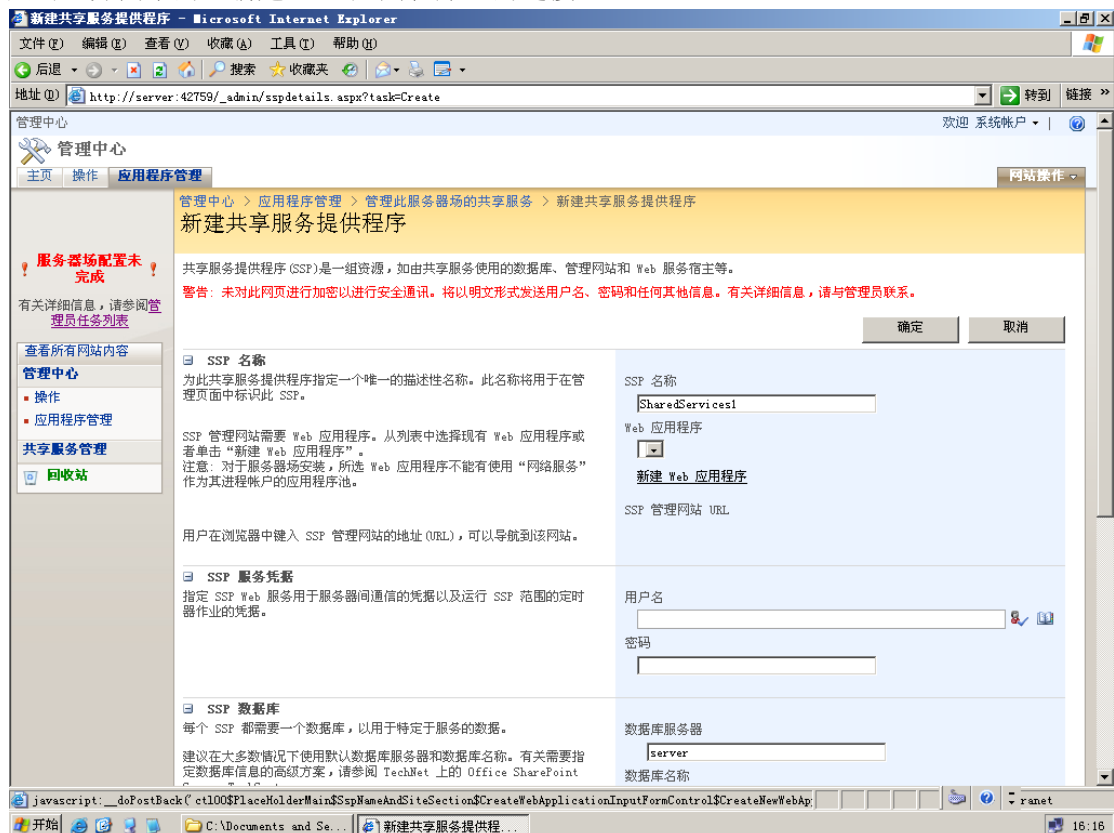 新建共享服务提供程序 - Microsoft Internet Explorer
文件(F) 编辑(E) 查看(V) 收藏(A) 工具(T) 帮助(H)
后退 搜索 收藏夹
地址(D) http://server:42759/_admin/sspdetails.aspx?task=Create 转到 链接 »
管理中心 欢迎 系统帐户 |
管理中心
主页 操作 应用程序管理 网站操作
管理中心 > 应用程序管理 > 管理此服务器场的共享服务 > 新建共享服务提供程序
新建共享服务提供程序
服务器场配置未完成
有关详细信息，请参阅管理员任务列表
查看所有网站内容
管理中心
操作
应用程序管理
共享服务管理
回收站
共享服务提供程序(SSP)是一组资源，如由共享服务使用的数据库、管理网站和 Web 服务宿主等。
警告: 未对此网页进行加密以进行安全通讯。将以明文形式发送用户名、密码和任何其他信息。有关详细信息，请与管理员联系。
确定 取消
SSP 名称
为此共享服务提供程序指定一个唯一的描述性名称。此名称将用于在管
理页面中标识此 SSP。
SSP 管理网站需要 Web 应用程序。从列表中选择现有 Web 应用程序或
者单击“新建 Web 应用程序”。
注意: 对于服务器场安装，所选 Web 应用程序不能有使用“网络服务”
作为其进程帐户的应用程序池。
用户在浏览器中键入 SSP 管理网站的地址(URL)，可以导航到该网站。
SSP 名称
SharedServices1
Web 应用程序
新建 Web 应用程序
SSP 管理网站 URL
SSP 服务凭据
指定 SSP Web 服务用于服务器间通信的凭据以及运行 SSP 范围的定时
器作业的凭据。
用户名
密码
SSP 数据库
每个 SSP 都需要一个数据库，以用于特定于服务的数据。
建议在大多数情况下使用默认数据库服务器和数据库名称。有关需要指
定数据库信息的高级方案，请参阅 TechNet 上的 Office SharePoint
数据库服务器
server
数据库名称
javascript:__doPostBack('ctl00$PlaceHolderMain$SspNameAndSiteSection$CreateWebApplicationInputFormControl$CreateNewWebAp; ranet
开始 C:\Documents and Se... 新建共享服务提供程... 16:16